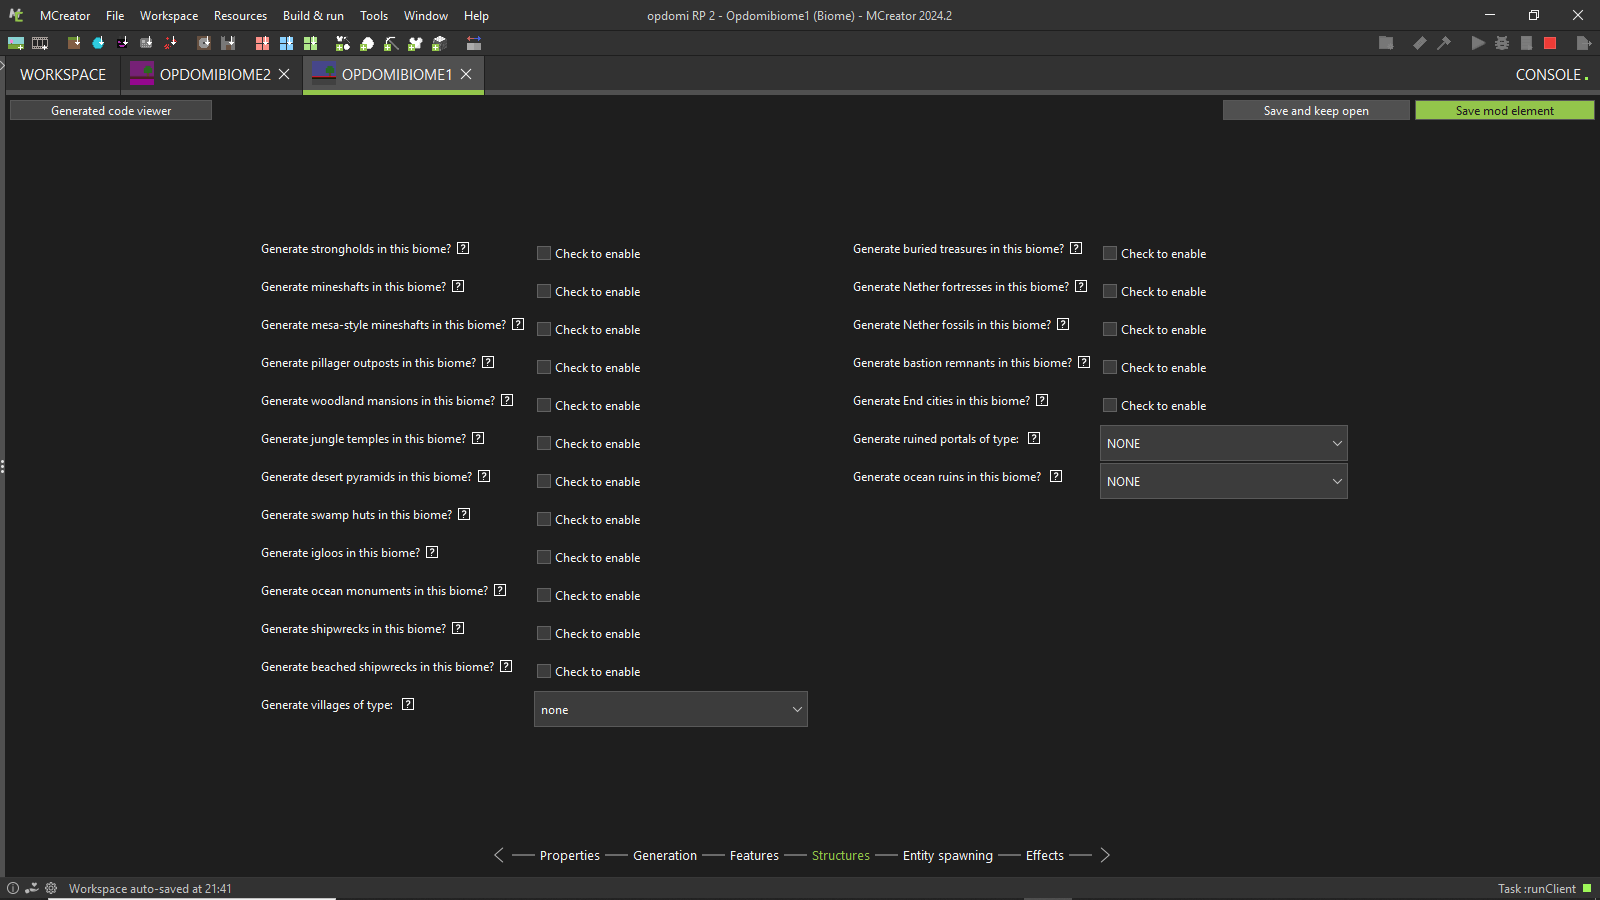 MCreator File Workspace Resources Build & run Tools Window Help opdomi RP 2 - Opdomibiome1 (Biome) - MCreator 2024.2
WORKSPACE OPDOMIBIOME2 OPDOMIBIOME1 CONSOLE
Generated code viewer Save and keep open Save mod element
Generate strongholds in this biome? ? Check to enable
Generate mineshafts in this biome? ? Check to enable
Generate mesa-style mineshafts in this biome? ? Check to enable
Generate pillager outposts in this biome? ? Check to enable
Generate woodland mansions in this biome? ? Check to enable
Generate jungle temples in this biome? ? Check to enable
Generate desert pyramids in this biome? ? Check to enable
Generate swamp huts in this biome? ? Check to enable
Generate igloos in this biome? ? Check to enable
Generate ocean monuments in this biome? ? Check to enable
Generate shipwrecks in this biome? ? Check to enable
Generate beached shipwrecks in this biome? ? Check to enable
Generate villages of type: ? none
Generate buried treasures in this biome? ? Check to enable
Generate Nether fortresses in this biome? ? Check to enable
Generate Nether fossils in this biome? ? Check to enable
Generate bastion remnants in this biome? ? Check to enable
Generate End cities in this biome? ? Check to enable
Generate ruined portals of type: ? NONE
Generate ocean ruins in this biome? ? NONE
Properties Generation Features Structures Entity spawning Effects
Workspace auto-saved at 21:41 Task :runClient